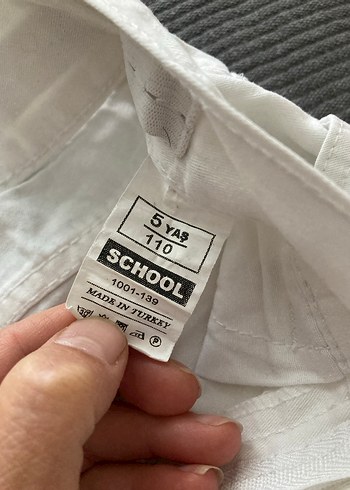 5 YAŞ
110
SCHOOL
1001-139
MADE IN TURKEY
P